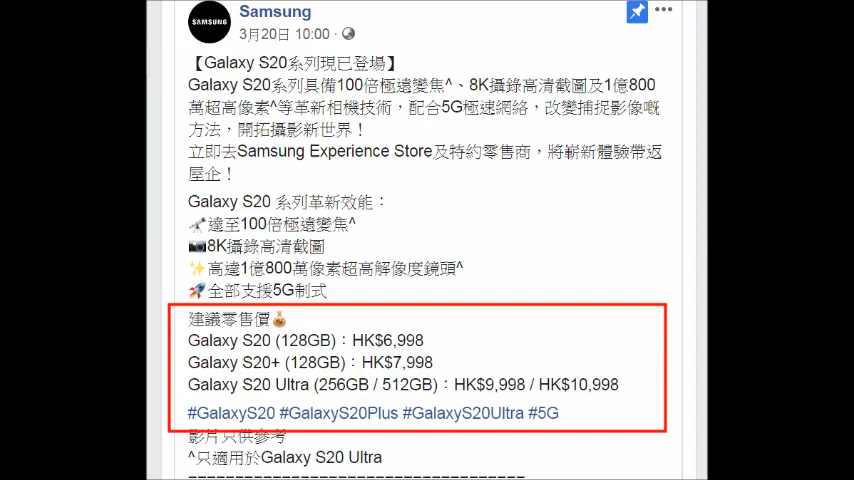 SAMSUNG
Samsung
3月20日 10:00 ·
【Galaxy S20系列現已登場】
Galaxy S20系列具備100倍極遠變焦^、8K攝錄高清截圖及1億800
萬超高像素^等革新相機技術，配合5G極速網絡，改變捕捉影像嘅
方法，開拓攝影新世界！
立即去Samsung Experience Store及特約零售商，將嶄新體驗帶返
屋企！
Galaxy S20 系列革新效能：
🔭達至100倍極遠變焦^
📷8K攝錄高清截圖
✨高達1億800萬像素超高解像度鏡頭^
🚀全部支援5G制式
建議零售價💰
Galaxy S20 (128GB)：HK$6,998
Galaxy S20+ (128GB)：HK$7,998
Galaxy S20 Ultra (256GB / 512GB)：HK$9,998 / HK$10,998
#GalaxyS20 #GalaxyS20Plus #GalaxyS20Ultra #5G
影片只供參考
^只適用於Galaxy S20 Ultra
====================================